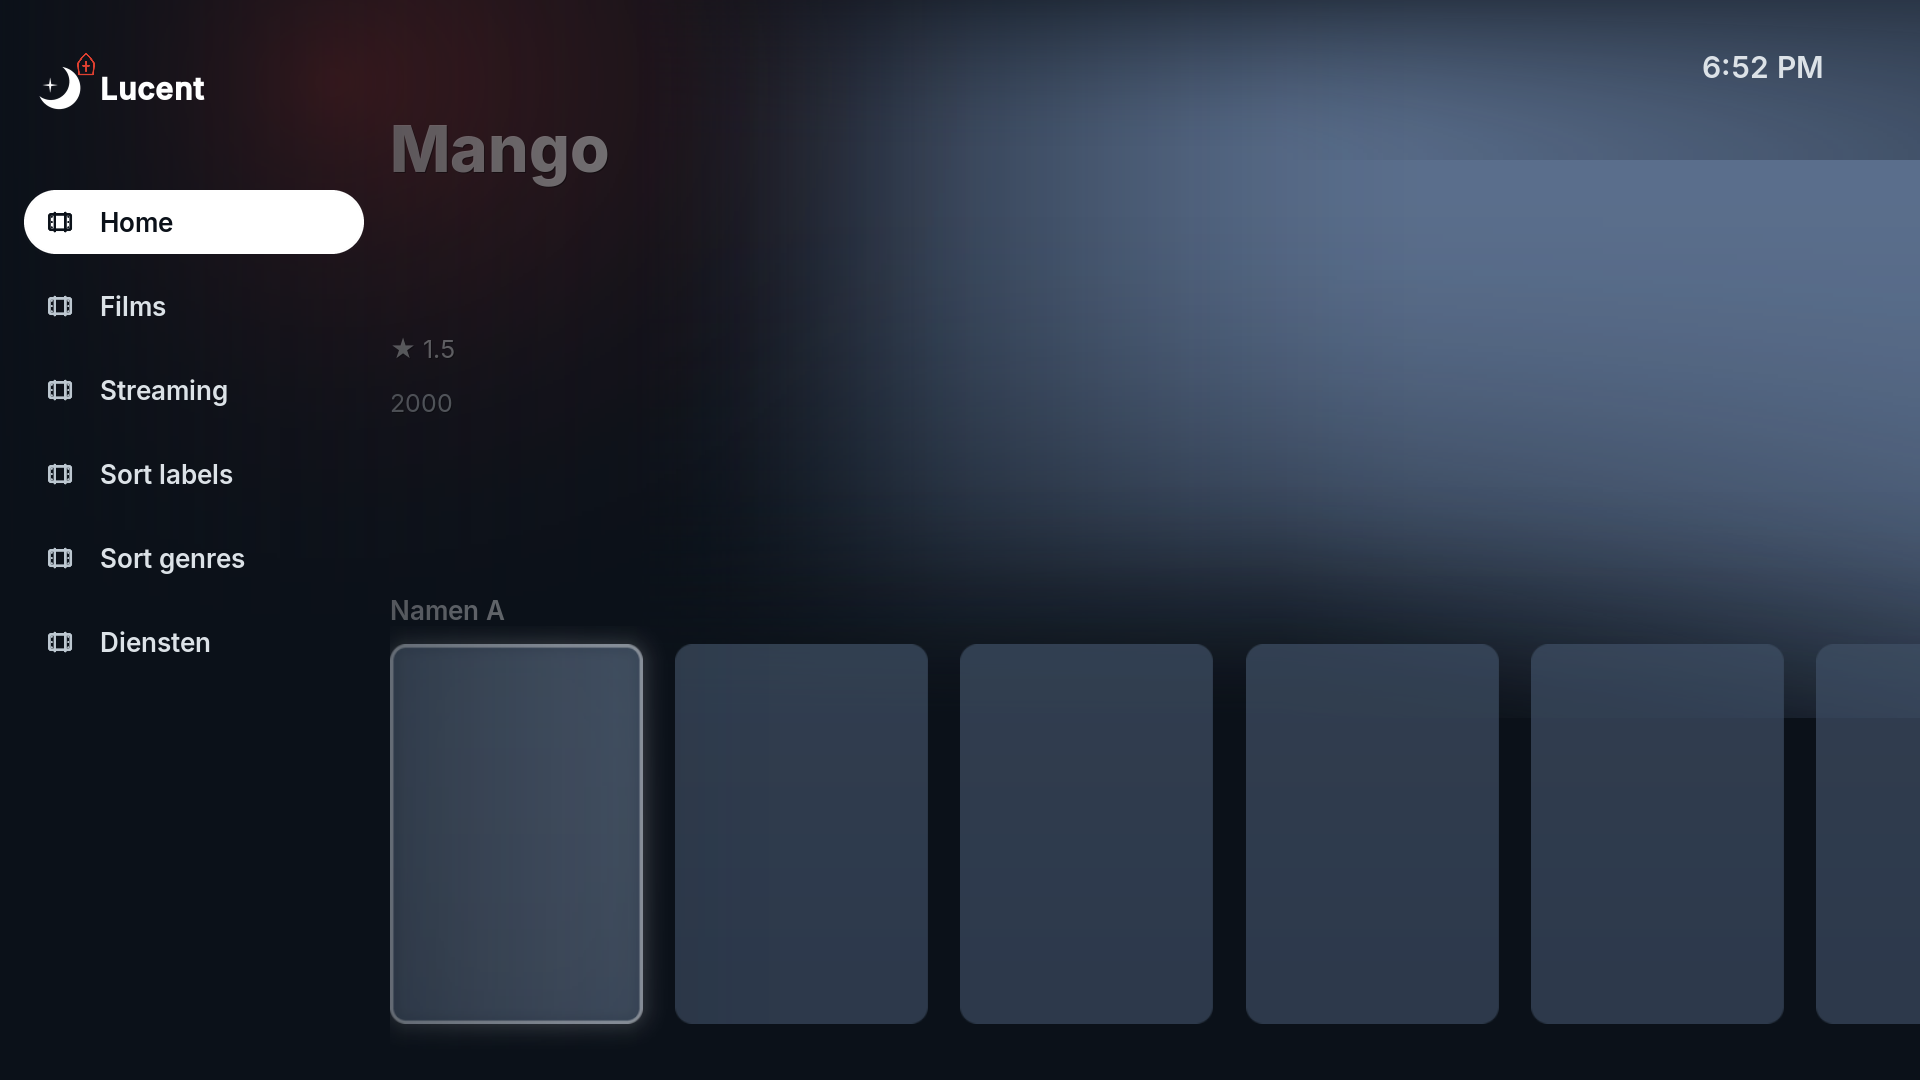 Lucent
6:52 PM
Mango
Home
Films
★ 1.5
Streaming
2000
Sort labels
Sort genres
Namen A
Diensten